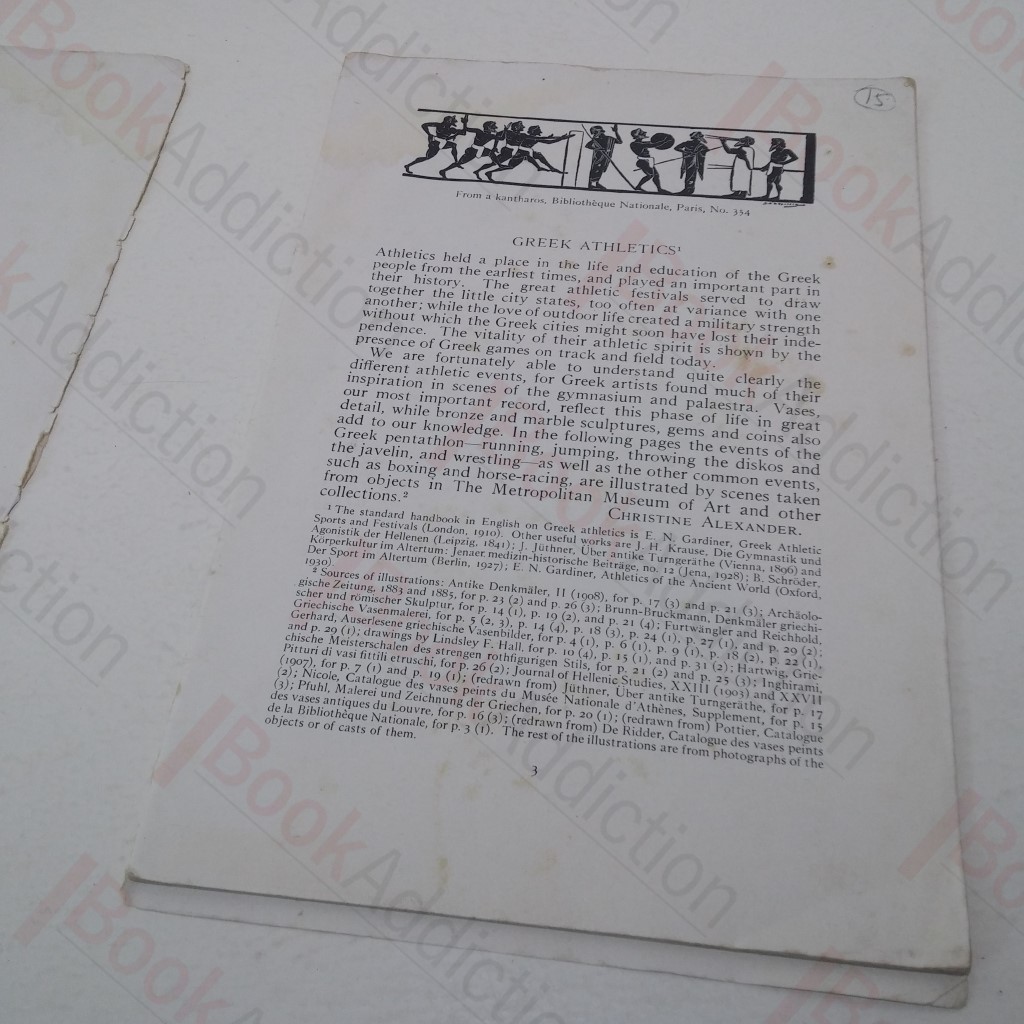 15
From a kantharos, Bibliothèque Nationale, Paris, No. 354
GREEK ATHLETICS¹
Athletics held a place in the life and education of the Greek
people from the earliest times, and played an important part in
their history. The great athletic festivals served to draw
together the little city states, too often at variance with one
another; while the love of outdoor life created a military strength
without which the Greek cities might soon have lost their inde-
pendence. The vitality of their athletic spirit is shown by the
presence of Greek games on track and field today.
We are fortunately able to understand quite clearly the
different athletic events, for Greek artists found much of their
inspiration in scenes of the gymnasium and palaestra. Vases,
our most important record, reflect this phase of life in great
detail, while bronze and marble sculptures, gems and coins also
add to our knowledge. In the following pages the events of the
Greek pentathlon—running, jumping, throwing the diskos and
the javelin, and wrestling—as well as the other common events,
such as boxing and horse-racing, are illustrated by scenes taken
from objects in The Metropolitan Museum of Art and other
collections.²
CHRISTINE ALEXANDER.
¹ The standard handbook in English on Greek athletics is E. N. Gardiner, Greek Athletic
Sports and Festivals (London, 1910). Other useful works are J. H. Krause, Die Gymnastik und
Agonistik der Hellenen (Leipzig, 1841); J. Jüthner, Über antike Turngeräthe (Vienna, 1896) and
Körperkultur im Altertum: Jenaer medizin-historische Beiträge, no. 12 (Jena, 1928); B. Schröder,
Der Sport im Altertum (Berlin, 1927); E. N. Gardiner, Athletics of the Ancient World (Oxford,
1930).
² Sources of illustrations: Antike Denkmäler, II (1908), for p. 17 (3) and p. 21 (3); Archäolo-
gische Zeitung, 1883 and 1885, for p. 23 (2) and p. 26 (3); Brunn-Bruckmann, Denkmäler griechi-
scher und römischer Skulptur, for p. 14 (1), p. 19 (2), and p. 21 (4); Furtwängler and Reichhold,
Griechische Vasenmalerei, for p. 5 (2, 3), p. 14 (4), p. 18 (3), p. 24 (1), p. 27 (1), and p. 29 (2);
Gerhard, Auserlesene griechische Vasenbilder, for p. 4 (1), p. 6 (1), p. 9 (1), p. 18 (2), p. 22 (1),
and p. 29 (1); drawings by Lindsley F. Hall, for p. 10 (4), p. 15 (1), and p. 31 (2); Hartwig, Grie-
chische Meisterschalen des strengen rothfigurigen Stils, for p. 21 (2) and p. 25 (3); Inghirami,
Pitturi di vasi fittili etruschi, for p. 26 (2); Journal of Hellenic Studies, XXIII (1903) and XXVII
(1907), for p. 7 (1) and p. 19 (1); (redrawn from) Jüthner, Über antike Turngeräthe, for p. 17
(2); Nicole, Catalogue des vases peints du Musée Nationale d'Athènes, Supplement, for p. 15
(3); Pfuhl, Malerei und Zeichnung der Griechen, for p. 20 (1); (redrawn from) Pottier, Catalogue
des vases antiques du Louvre, for p. 16 (3); (redrawn from) De Ridder, Catalogue des vases peints
de la Bibliothèque Nationale, for p. 3 (1). The rest of the illustrations are from photographs of the
objects or of casts of them.
3
BookAddiction